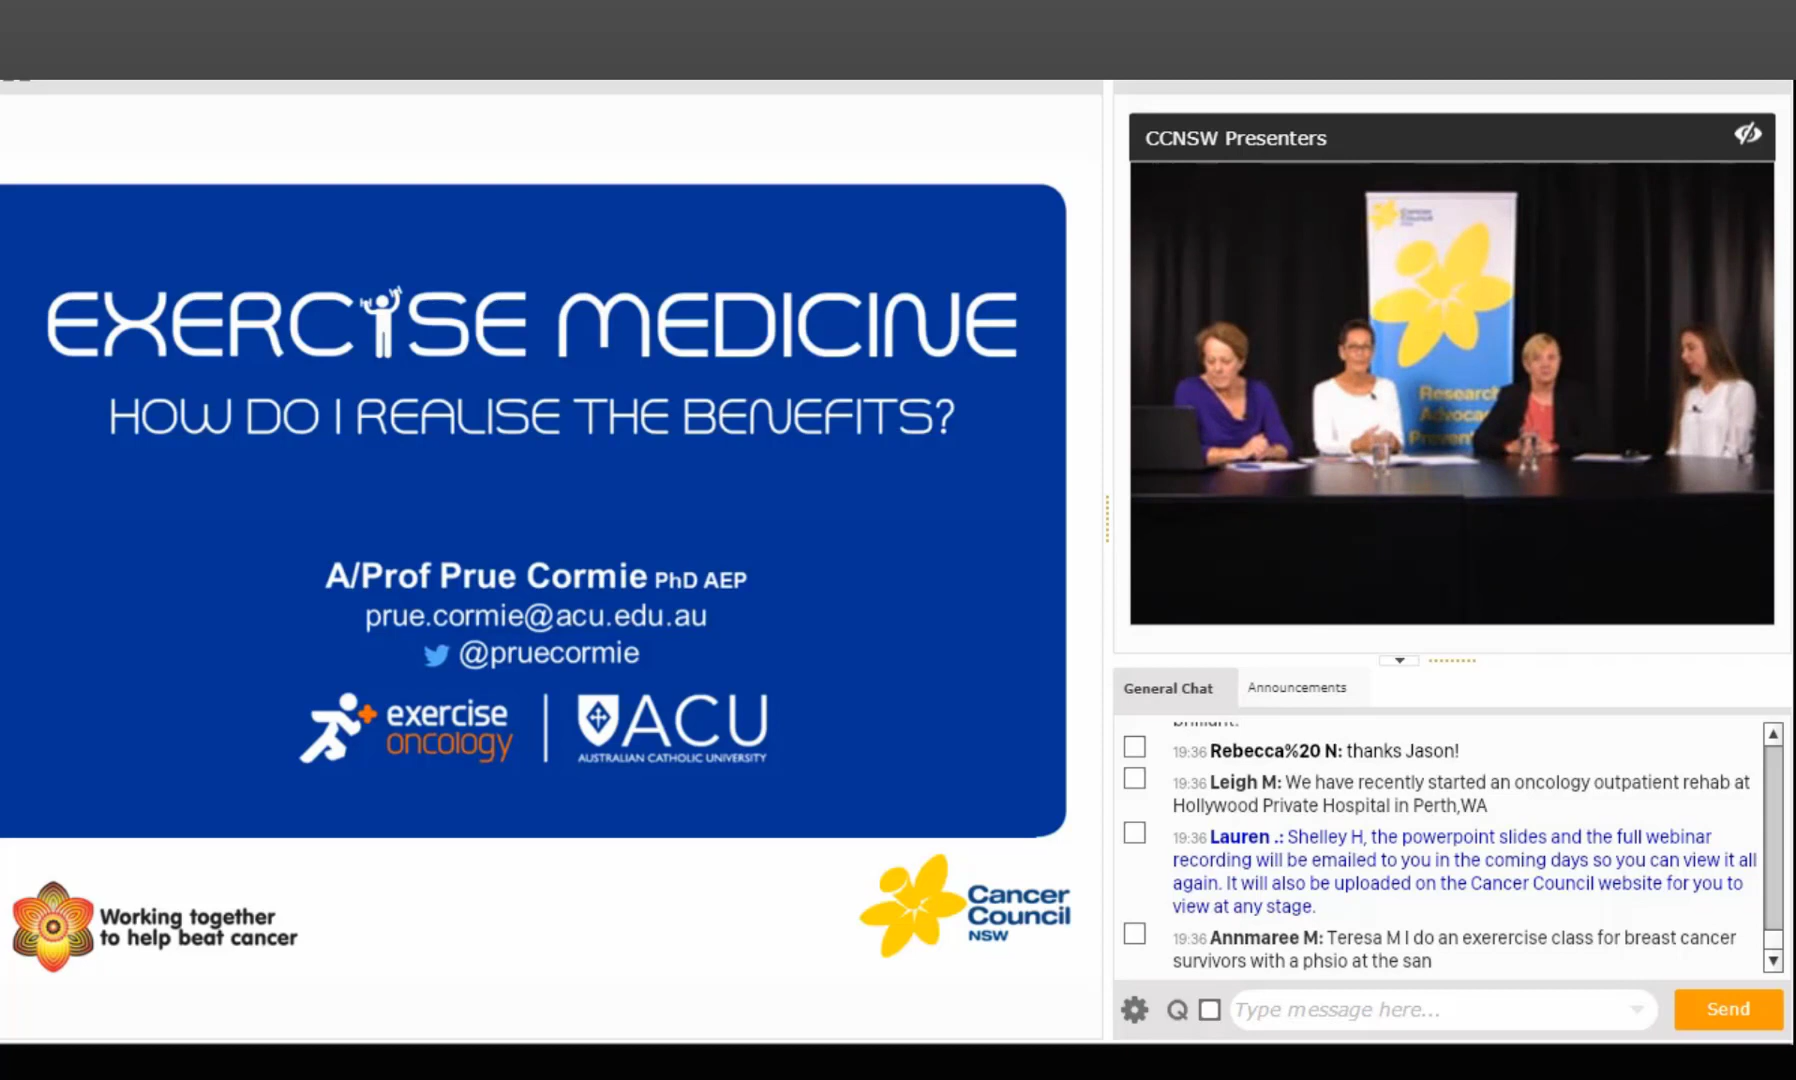 EXERCISE MEDICINE
HOW DO I REALISE THE BENEFITS?
A/Prof Prue Cormie PhD AEP
prue.cormie@acu.edu.au
@pruecormie
exercise
oncology
ACU
AUSTRALIAN CATHOLIC UNIVERSITY
Working together
to help beat cancer
Cancer
Council
NSW
CCNSW Presenters
Cancer
Council
Research
Advoca
Prevent
General Chat
Announcements
brilliant.
19:36 Rebecca%20 N: thanks Jason!
19:36 Leigh M: We have recently started an oncology outpatient rehab at
Hollywood Private Hospital in Perth,WA
19:36 Lauren .: Shelley H, the powerpoint slides and the full webinar
recording will be emailed to you in the coming days so you can view it all
again. It will also be uploaded on the Cancer Council website for you to
view at any stage.
19:36 Annmaree M: Teresa M I do an exerercise class for breast cancer
survivors with a phsio at the san
Type message here...
Send